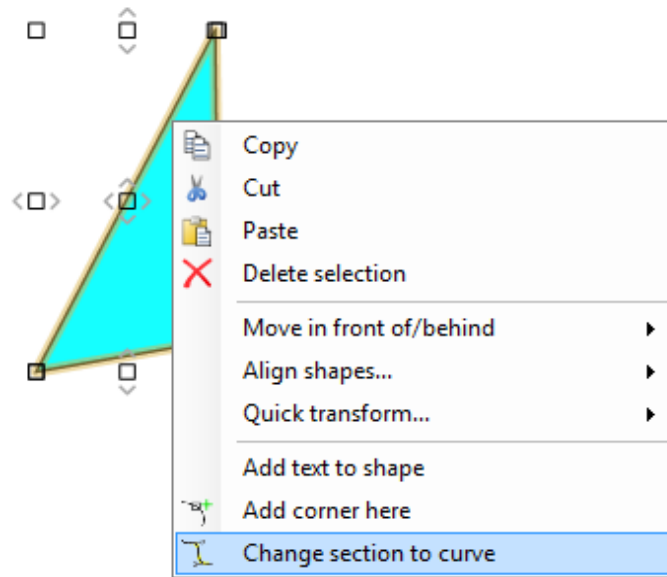 Copy
Cut
Paste
Delete selection
Move in front of/behind
Align shapes...
Quick transform...
Add text to shape
Add corner here
Change section to curve